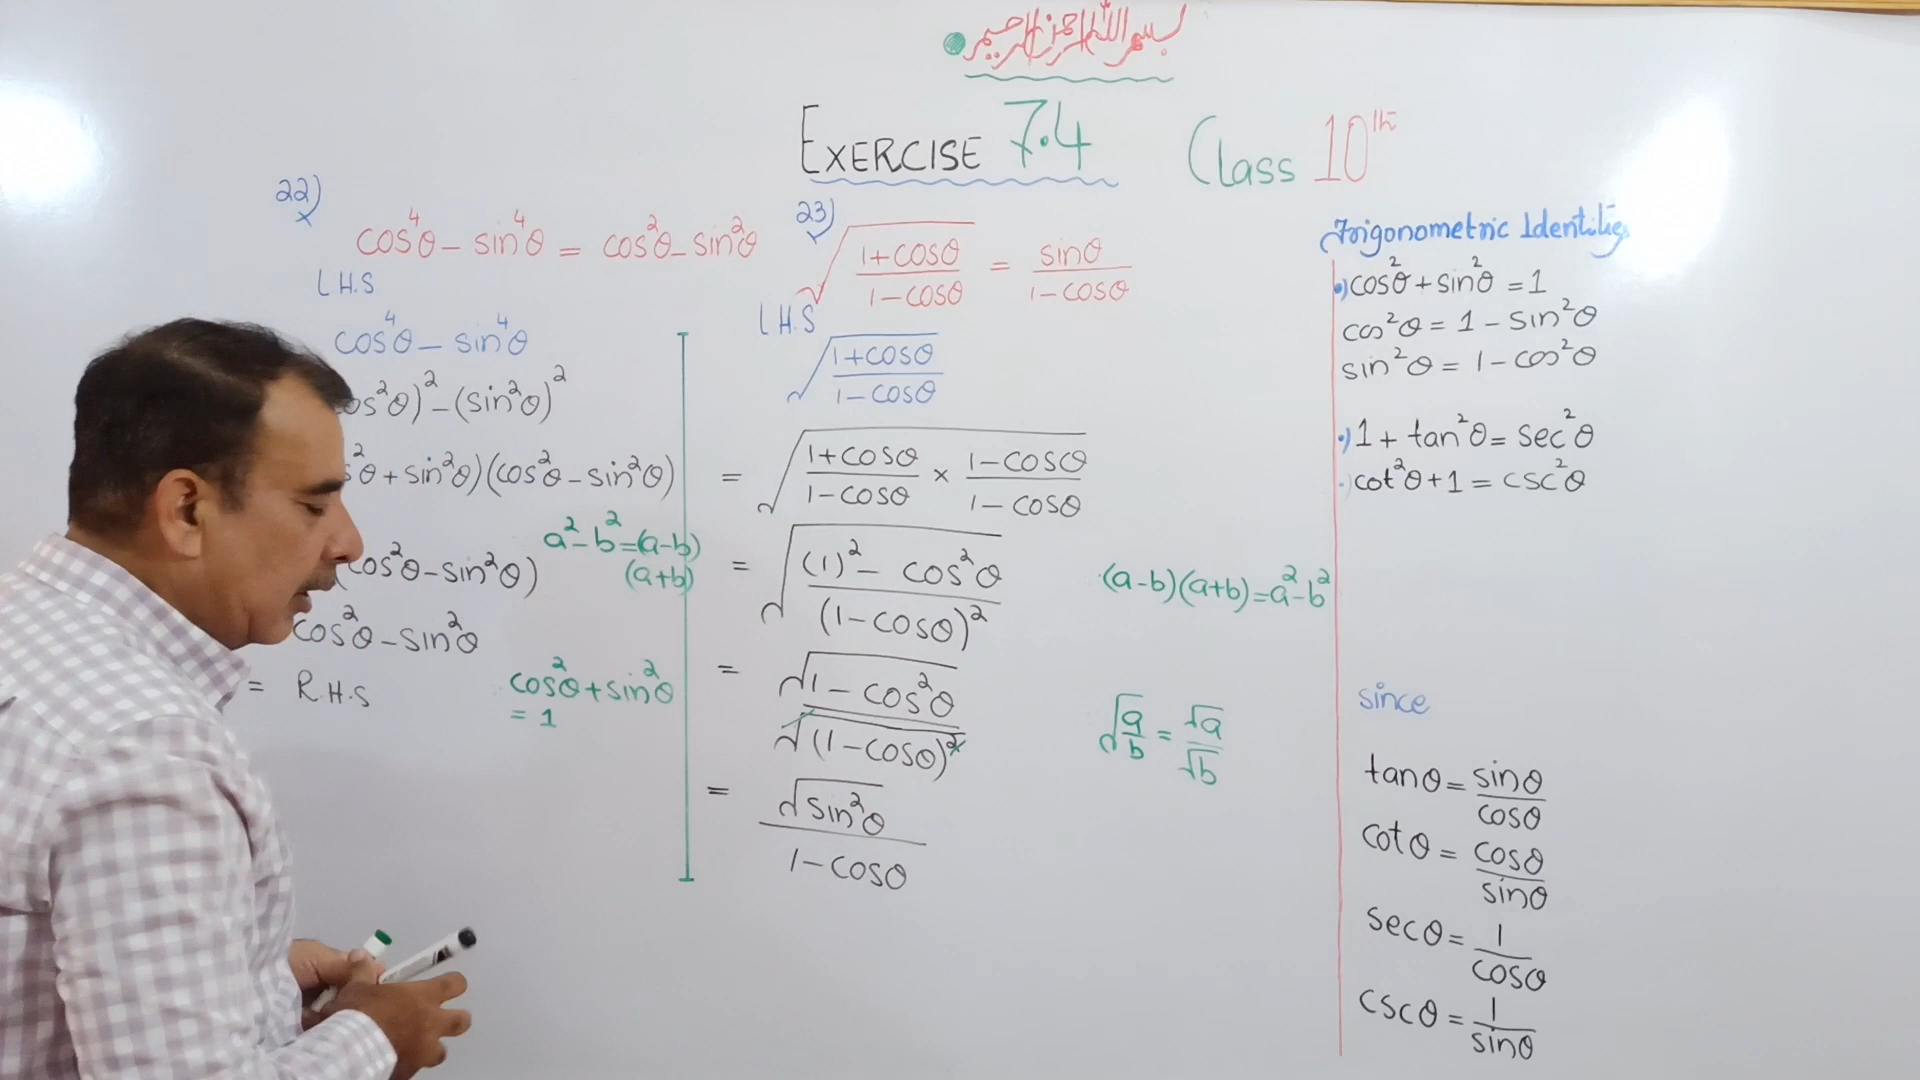 بسم اللہ الرحمن الرحیم
EXERCISE 7.4 Class 10th
22)
cos⁴θ - sin⁴θ = cos²θ - sin²θ
L.H.S
cos⁴θ - sin⁴θ
os²θ)² - (sin²θ)²
s²θ + sin²θ)(cos²θ - sin²θ)
a² - b² = (a-b)
(a+b)
(cos²θ - sin²θ)
cos²θ - sin²θ
= R.H.S
cos²θ + sin²θ
= 1
23)
√((1+cosθ)/(1-cosθ)) = sinθ/(1-cosθ)
L.H.S
√((1+cosθ)/(1-cosθ))
= √((1+cosθ)/(1-cosθ) × (1-cosθ)/(1-cosθ))
= √(((1)² - cos²θ)/(1-cosθ)²)
(a-b)(a+b) = a² - b²
= √(1 - cos²θ)/√((1-cosθ)²)
√(a/b) = √a/√b
= √(sin²θ)/(1-cosθ)
Trigonometric Identities
•) cos²θ + sin²θ = 1
cos²θ = 1 - sin²θ
sin²θ = 1 - cos²θ
•) 1 + tan²θ = sec²θ
•) cot²θ + 1 = csc²θ
since
tanθ = sinθ/cosθ
cotθ = cosθ/sinθ
secθ = 1/cosθ
cscθ = 1/sinθ